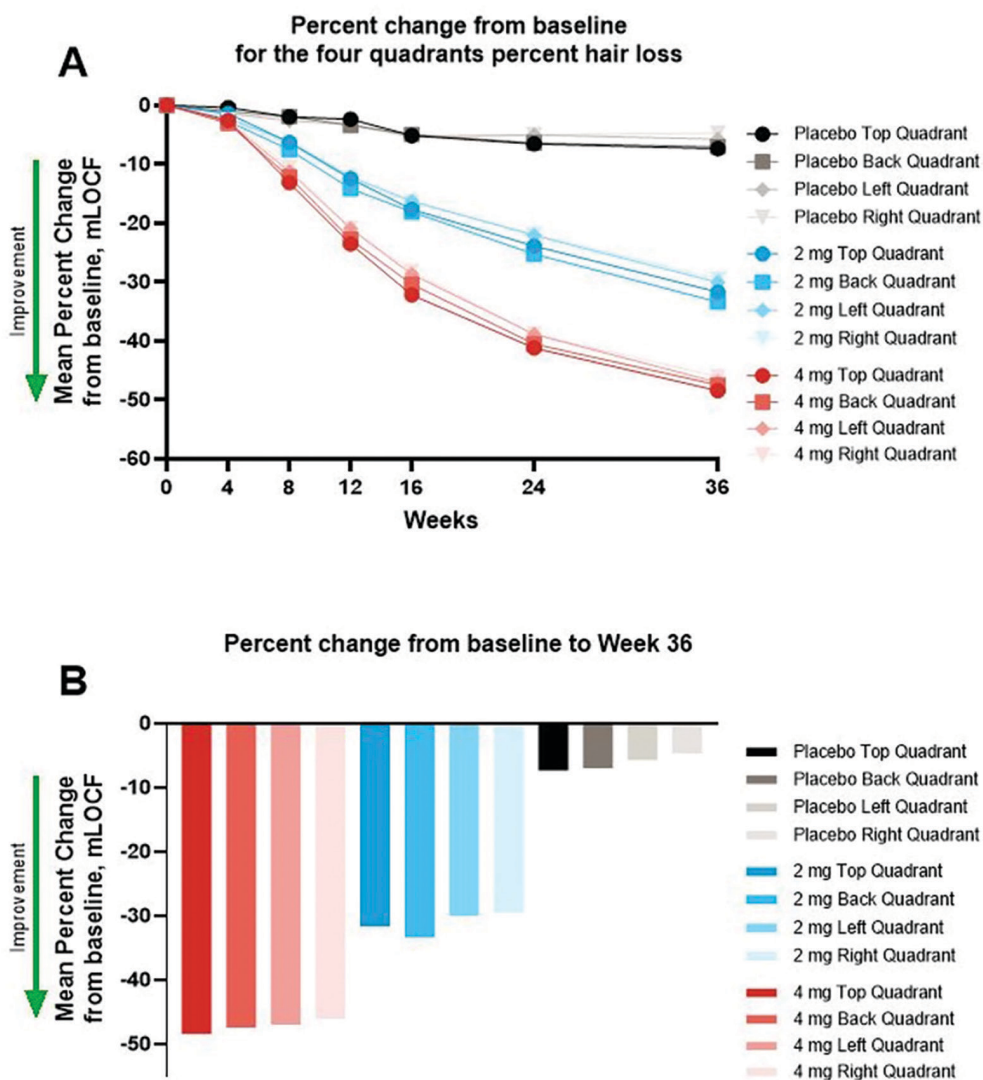 Percent change from baseline
for the four quadrants percent hair loss
A
Improvement
Mean Percent Change
from baseline, mLOCF
0
-10
-20
-30
-40
-50
-60
0 4 8 12 16 24 36
Weeks
Placebo Top Quadrant
Placebo Back Quadrant
Placebo Left Quadrant
Placebo Right Quadrant
2 mg Top Quadrant
2 mg Back Quadrant
2 mg Left Quadrant
2 mg Right Quadrant
4 mg Top Quadrant
4 mg Back Quadrant
4 mg Left Quadrant
4 mg Right Quadrant
Percent change from baseline to Week 36
B
Improvement
Mean Percent Change
from baseline, mLOCF
0
-10
-20
-30
-40
-50
Placebo Top Quadrant
Placebo Back Quadrant
Placebo Left Quadrant
Placebo Right Quadrant
2 mg Top Quadrant
2 mg Back Quadrant
2 mg Left Quadrant
2 mg Right Quadrant
4 mg Top Quadrant
4 mg Back Quadrant
4 mg Left Quadrant
4 mg Right Quadrant